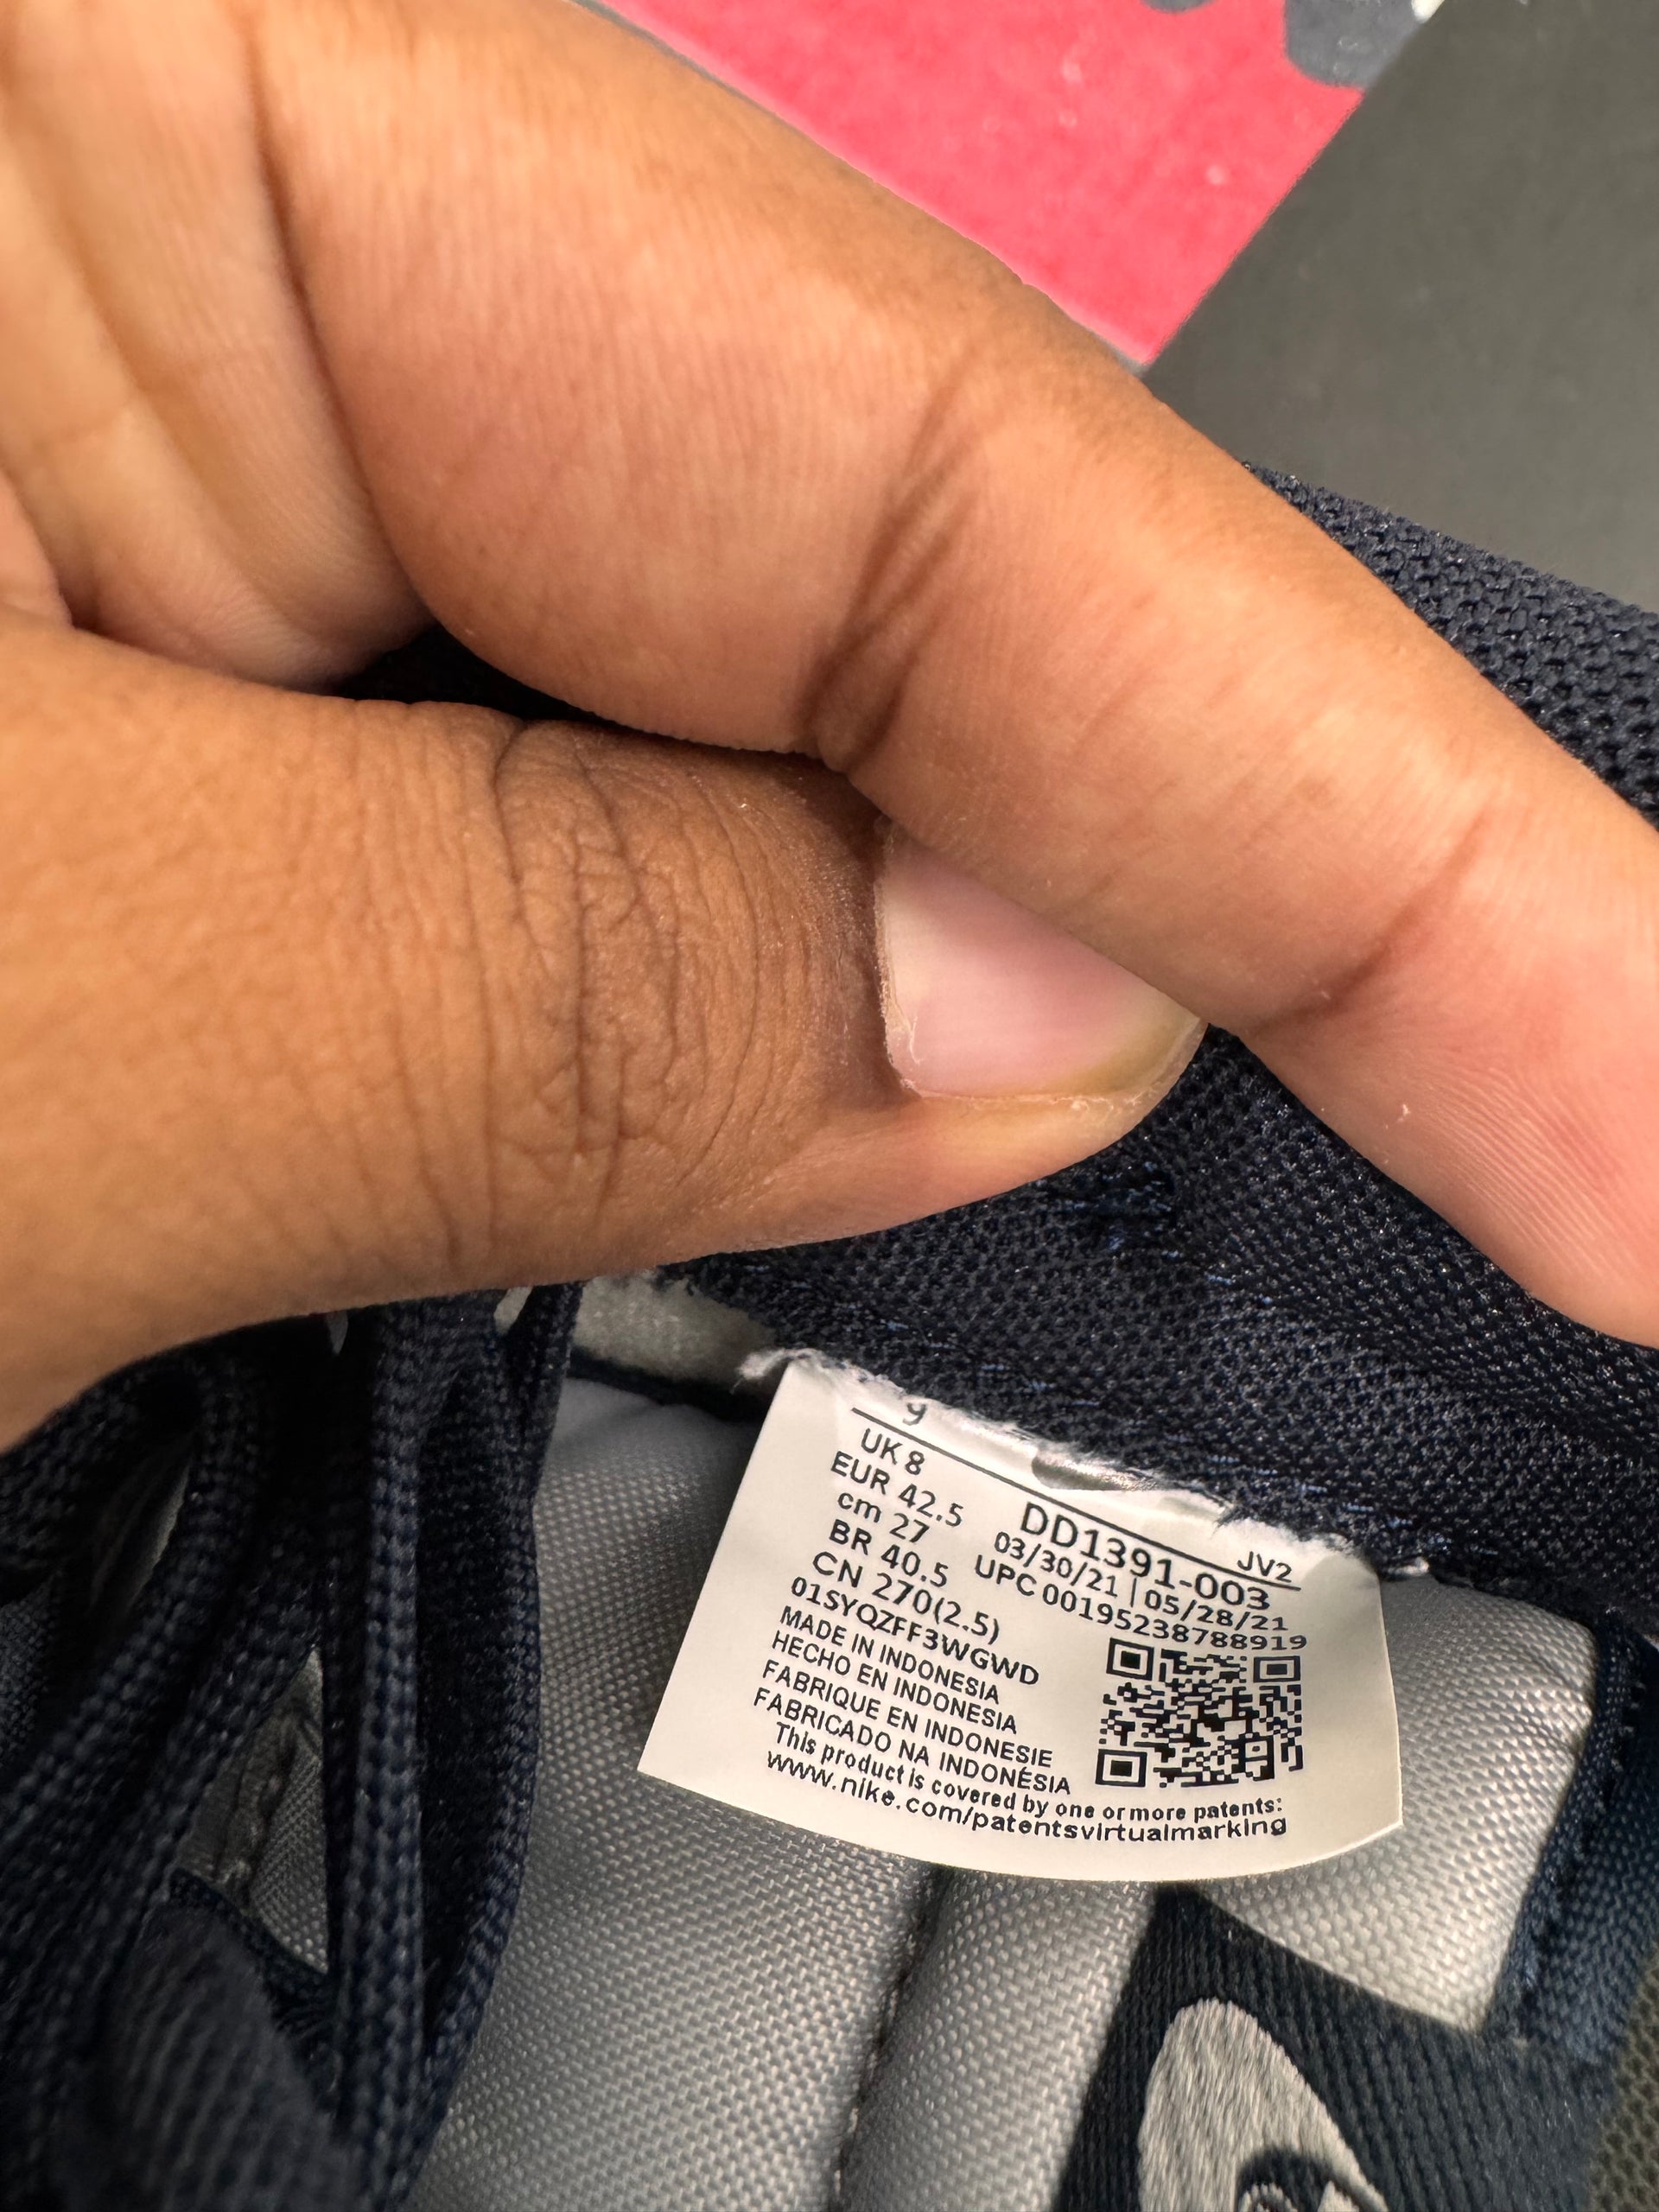 9
JV2
UK 8
EUR 42.5
cm 27
BR 40.5
CN 270(2.5)
01SYQZFF3WGWD
DD1391-003
03/30/21 | 05/28/21
UPC 00195238788919
MADE IN INDONESIA
HECHO EN INDONESIA
FABRIQUE EN INDONESIE
FABRICADO NA INDONÉSIA
This product is covered by one or more patents:
www.nike.com/patentsvirtualmarking